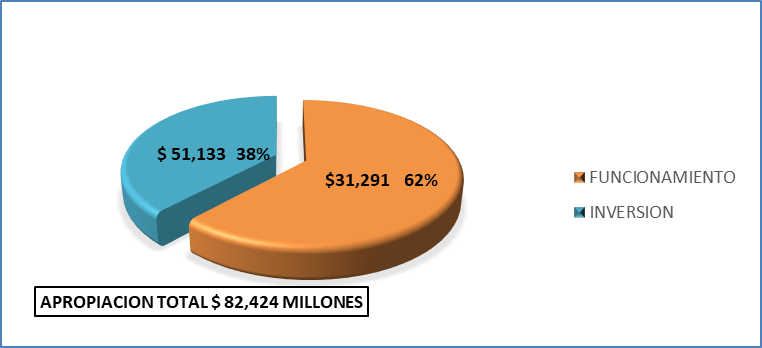 $ 51,133 38%
$31,291 62%
FUNCIONAMIENTO
INVERSION
APROPIACION TOTAL $ 82,424 MILLONES